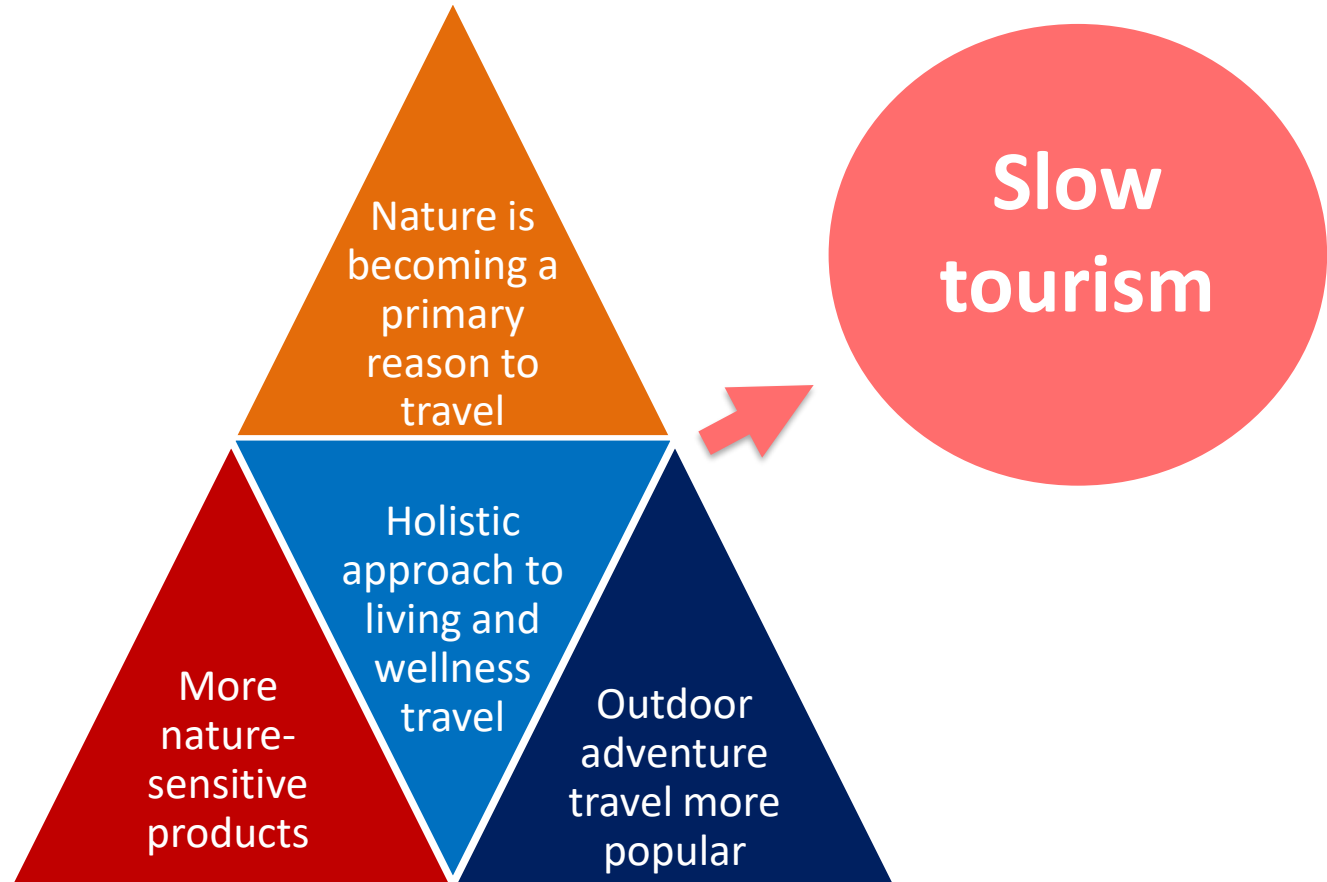 Nature is
becoming a
primary
reason to
travel
Slow
tourism
Holistic
approach to
living and
wellness
travel
More
nature-
sensitive
products
Outdoor
adventure
travel more
popular